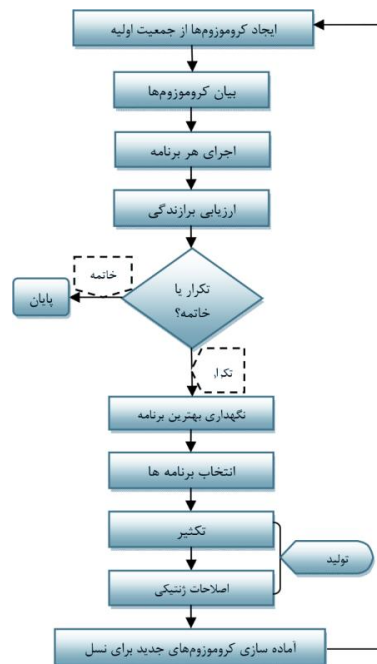 ایجاد کروموزوم‌ها از جمعیت اولیه
بیان کروموزوم‌ها
اجرای هر برنامه
ارزیابی برازندگی
تکرار یا
خاتمه؟
خاتمه
پایان
تکرار
نگهداری بهترین برنامه
انتخاب برنامه ها
تکثیر
اصلاحات ژنتیکی
تولید
آماده سازی کروموزوم‌های جدید برای نسل